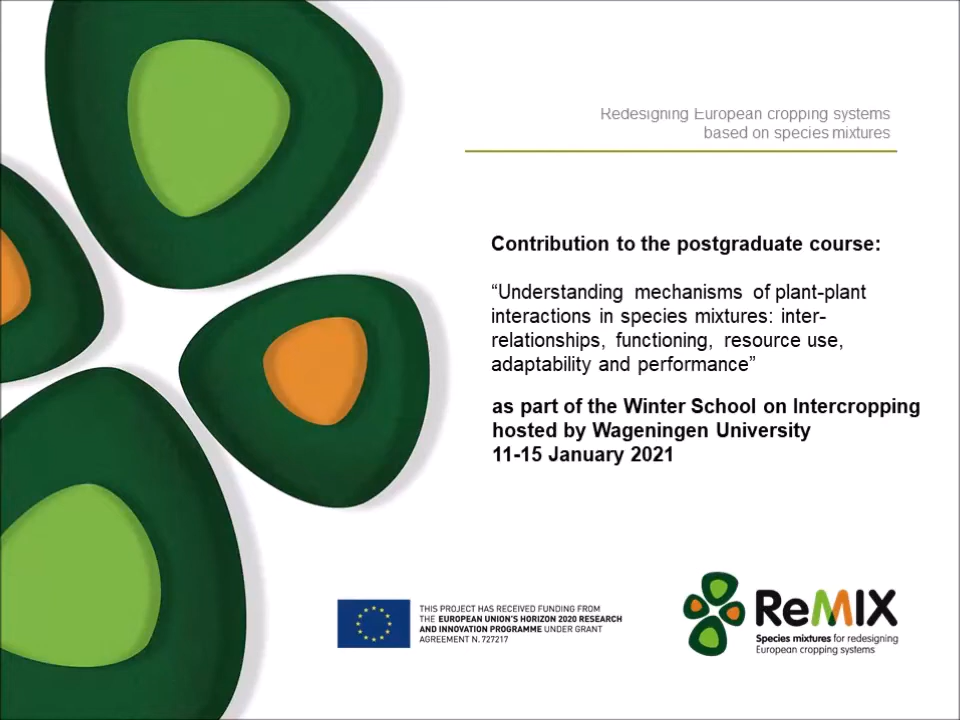 Redesigning European cropping systems
based on species mixtures
Contribution to the postgraduate course:
“Understanding mechanisms of plant-plant
interactions in species mixtures: inter-
relationships, functioning, resource use,
adaptability and performance”
as part of the Winter School on Intercropping
hosted by Wageningen University
11-15 January 2021
THIS PROJECT HAS RECEIVED FUNDING FROM
THE EUROPEAN UNION'S HORIZON 2020 RESEARCH
AND INNOVATION PROGRAMME UNDER GRANT
AGREEMENT N. 727217
ReMIX
Species mixtures for redesigning
European cropping systems